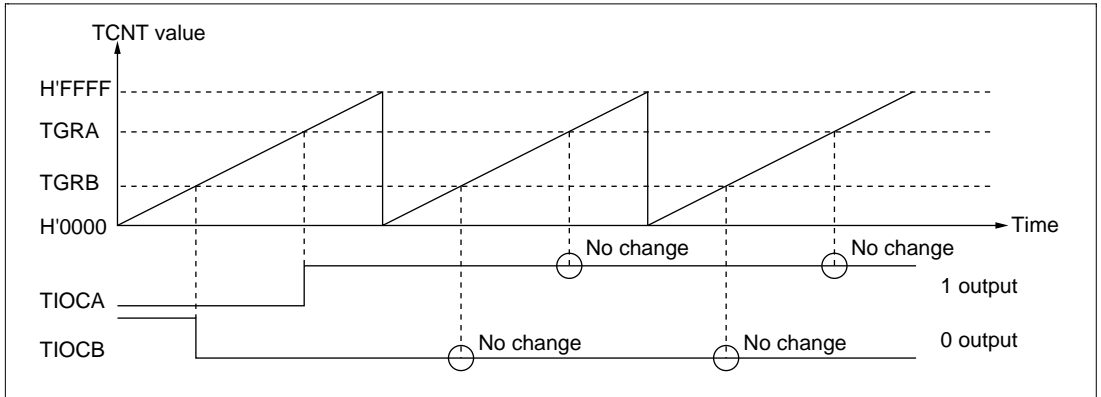 TCNT value
H'FFFF
TGRA
TGRB
H'0000
Time
No change
No change
TIOCA
1 output
No change
No change
TIOCB
0 output